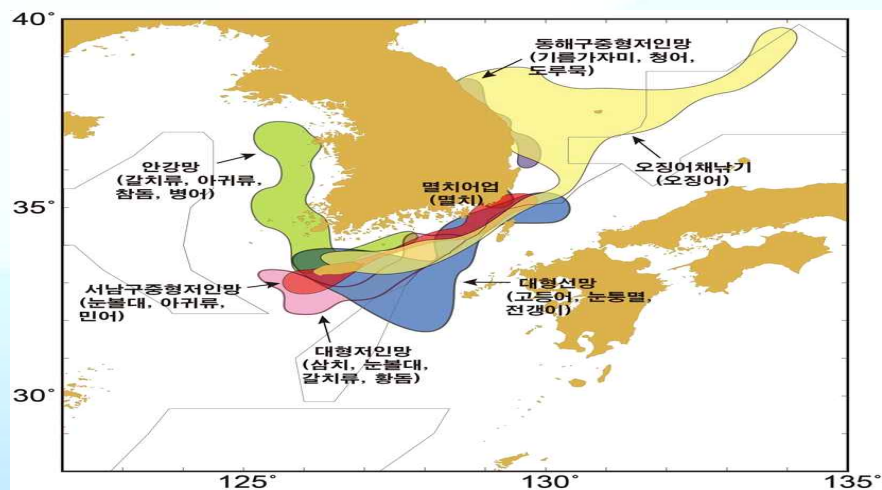 40°
동해구중형저인망
(기름가자미, 청어,
도루묵)
안강망
(갈치류, 아귀류,
참돔, 병어)
오징어채낚기
(오징어)
멸치어업
(멸치)
35°
서남구중형저인망
(눈볼대, 아귀류,
민어)
대형선망
(고등어, 눈퉁멸,
전갱이)
대형저인망
(삼치, 눈볼대,
갈치류, 황돔)
30°
125°
130°
135°